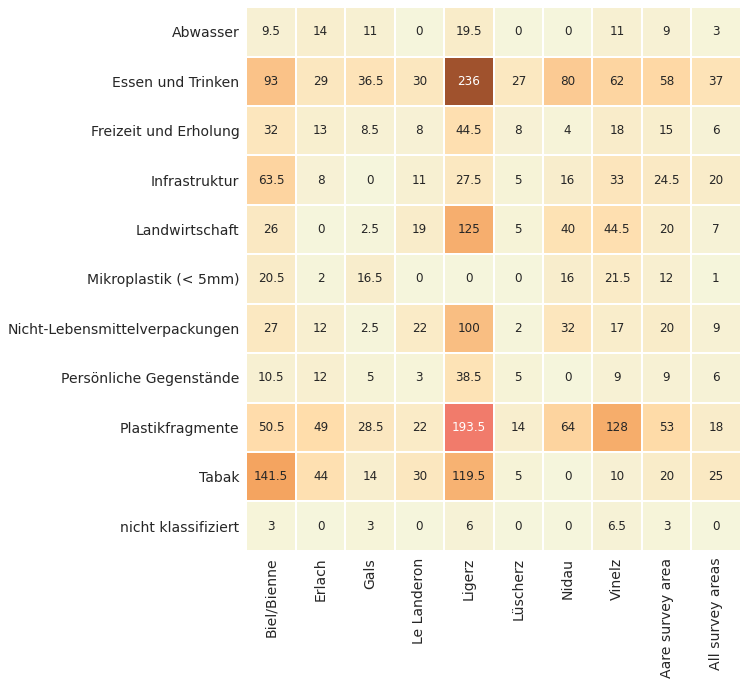 Abwasser 9.5 14 11 0 19.5 0 0 11 9 3
Essen und Trinken 93 29 36.5 30 236 27 80 62 58 37
Freizeit und Erholung 32 13 8.5 8 44.5 8 4 18 15 6
Infrastruktur 63.5 8 0 11 27.5 5 16 33 24.5 20
Landwirtschaft 26 0 2.5 19 125 5 40 44.5 20 7
Mikroplastik (< 5mm) 20.5 2 16.5 0 0 0 16 21.5 12 1
Nicht-Lebensmittelverpackungen 27 12 2.5 22 100 2 32 17 20 9
Persönliche Gegenstände 10.5 12 5 3 38.5 5 0 9 9 6
Plastikfragmente 50.5 49 28.5 22 193.5 14 64 128 53 18
Tabak 141.5 44 14 30 119.5 5 0 10 20 25
nicht klassifiziert 3 0 3 0 6 0 0 6.5 3 0
Biel/Bienne
Erlach
Gals
Le Landeron
Ligerz
Lüscherz
Nidau
Vinelz
Aare survey area
All survey areas